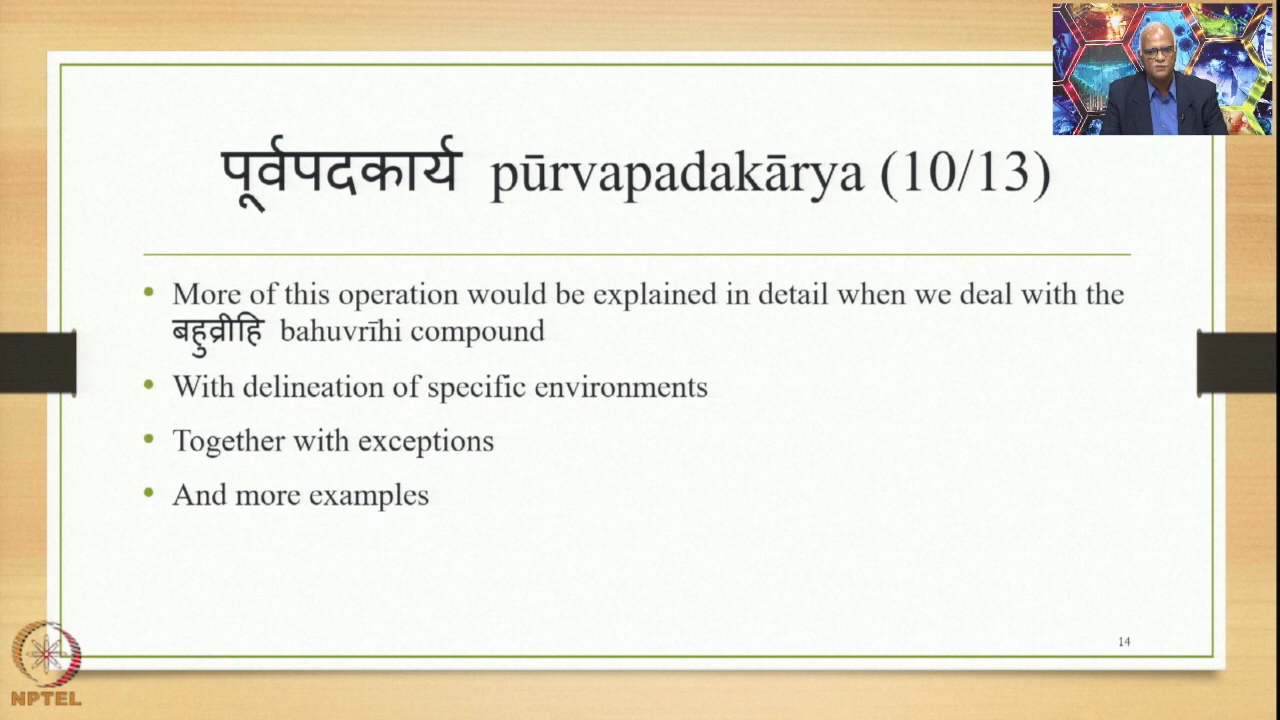 पूर्वपदकार्य pūrvapadakārya (10/13)
More of this operation would be explained in detail when we deal with the
बहुव्रीहि bahuvrīhi compound
With delineation of specific environments
Together with exceptions
And more examples
14
NPTEL